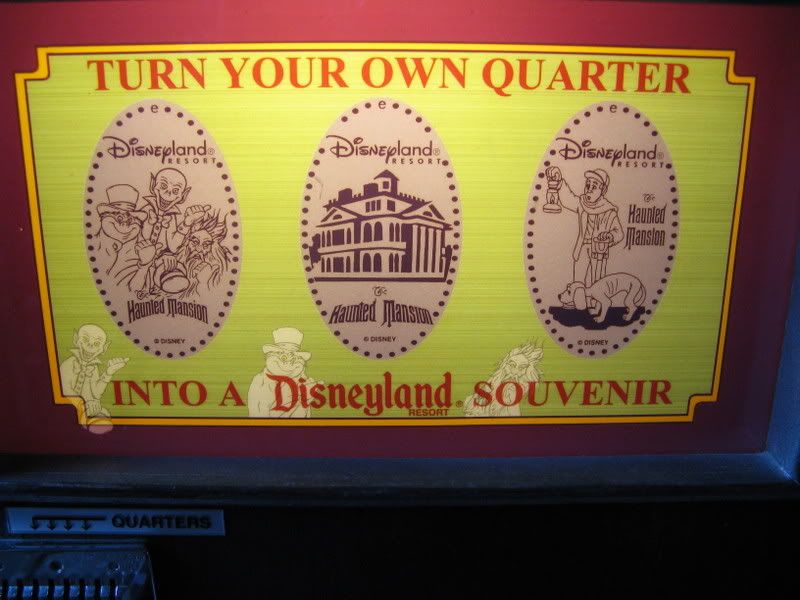 TURN YOUR OWN QUARTER
e
Disneyland®
RESORT
The
Haunted Mansion
© DISNEY
e
Disneyland®
RESORT
The
Haunted Mansion
© DISNEY
e
Disneyland®
RESORT
The
Haunted
Mansion
© DISNEY
INTO A Disneyland® SOUVENIR
RESORT
QUARTERS